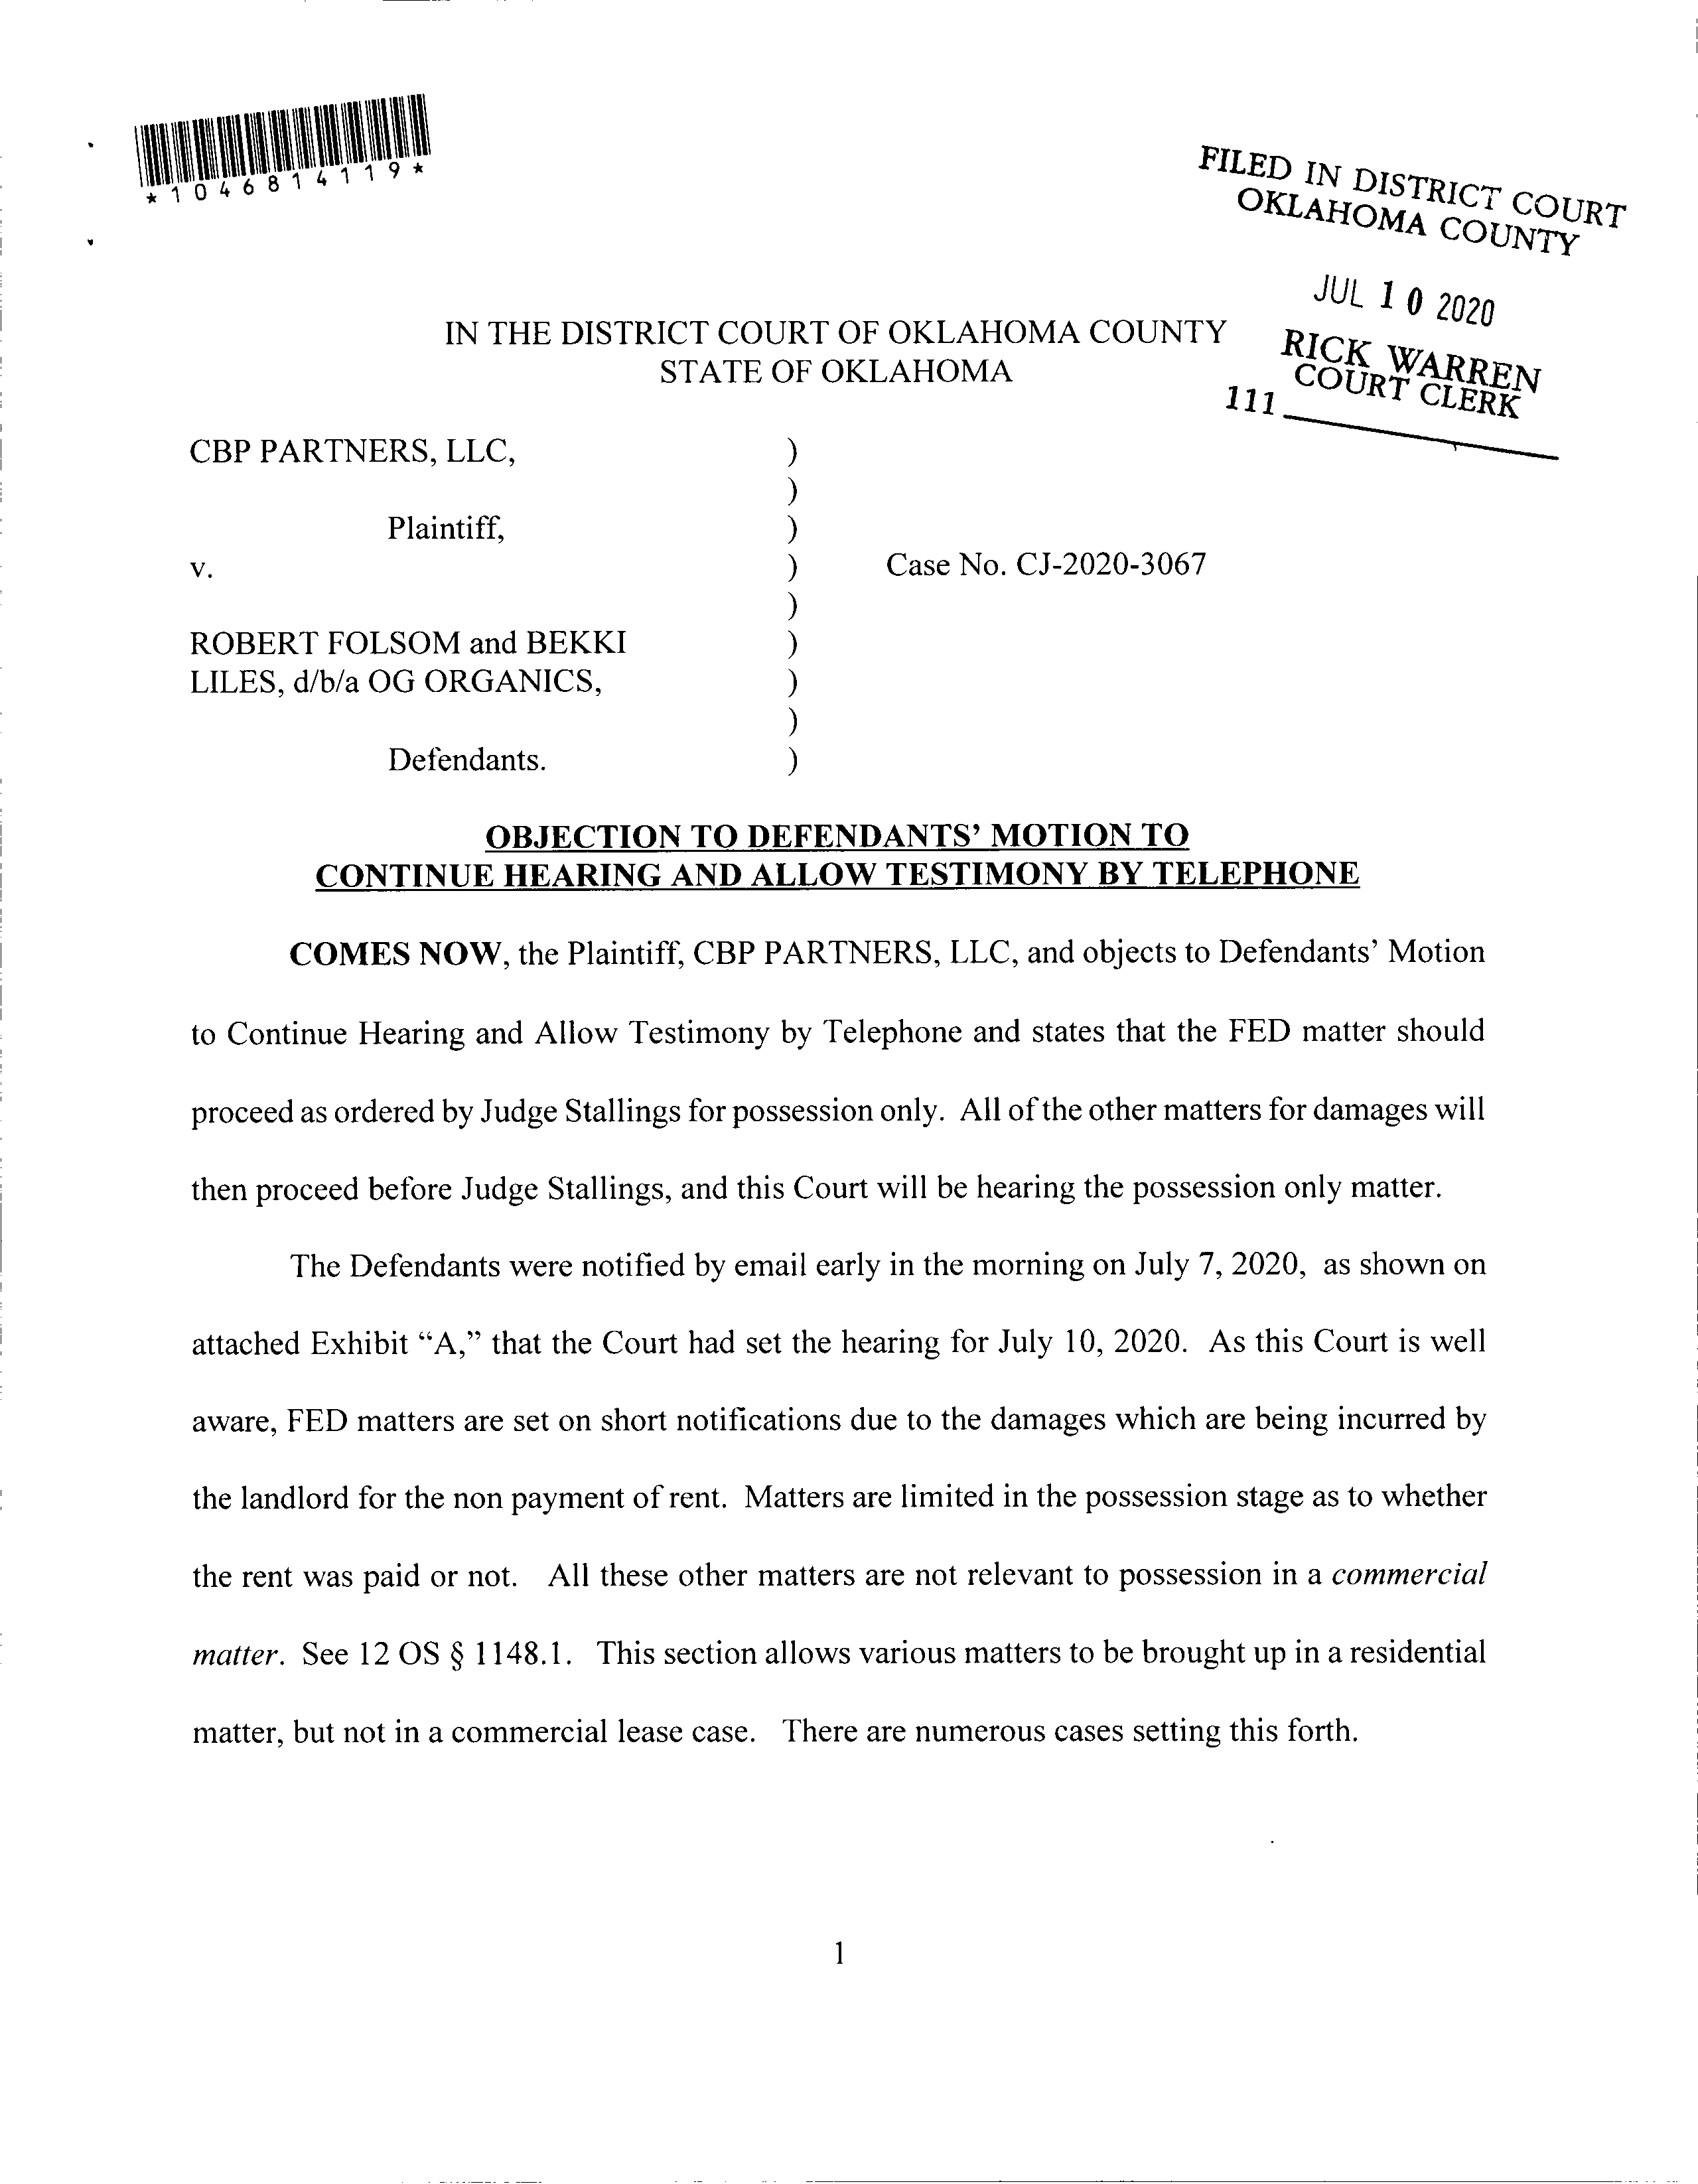 *1046814119*
FILED IN DISTRICT COURT
OKLAHOMA COUNTY
JUL 10 2020
RICK WARREN
COURT CLERK
111
IN THE DISTRICT COURT OF OKLAHOMA COUNTY
STATE OF OKLAHOMA
CBP PARTNERS, LLC, )
)
Plaintiff, )
v. ) Case No. CJ-2020-3067
)
ROBERT FOLSOM and BEKKI )
LILES, d/b/a OG ORGANICS, )
)
Defendants. )
OBJECTION TO DEFENDANTS’ MOTION TO
CONTINUE HEARING AND ALLOW TESTIMONY BY TELEPHONE
COMES NOW, the Plaintiff, CBP PARTNERS, LLC, and objects to Defendants’ Motion
to Continue Hearing and Allow Testimony by Telephone and states that the FED matter should
proceed as ordered by Judge Stallings for possession only. All of the other matters for damages will
then proceed before Judge Stallings, and this Court will be hearing the possession only matter.
The Defendants were notified by email early in the morning on July 7, 2020, as shown on
attached Exhibit “A,” that the Court had set the hearing for July 10, 2020. As this Court is well
aware, FED matters are set on short notifications due to the damages which are being incurred by
the landlord for the non payment of rent. Matters are limited in the possession stage as to whether
the rent was paid or not. All these other matters are not relevant to possession in a commercial
matter. See 12 OS § 1148.1. This section allows various matters to be brought up in a residential
matter, but not in a commercial lease case. There are numerous cases setting this forth.
1